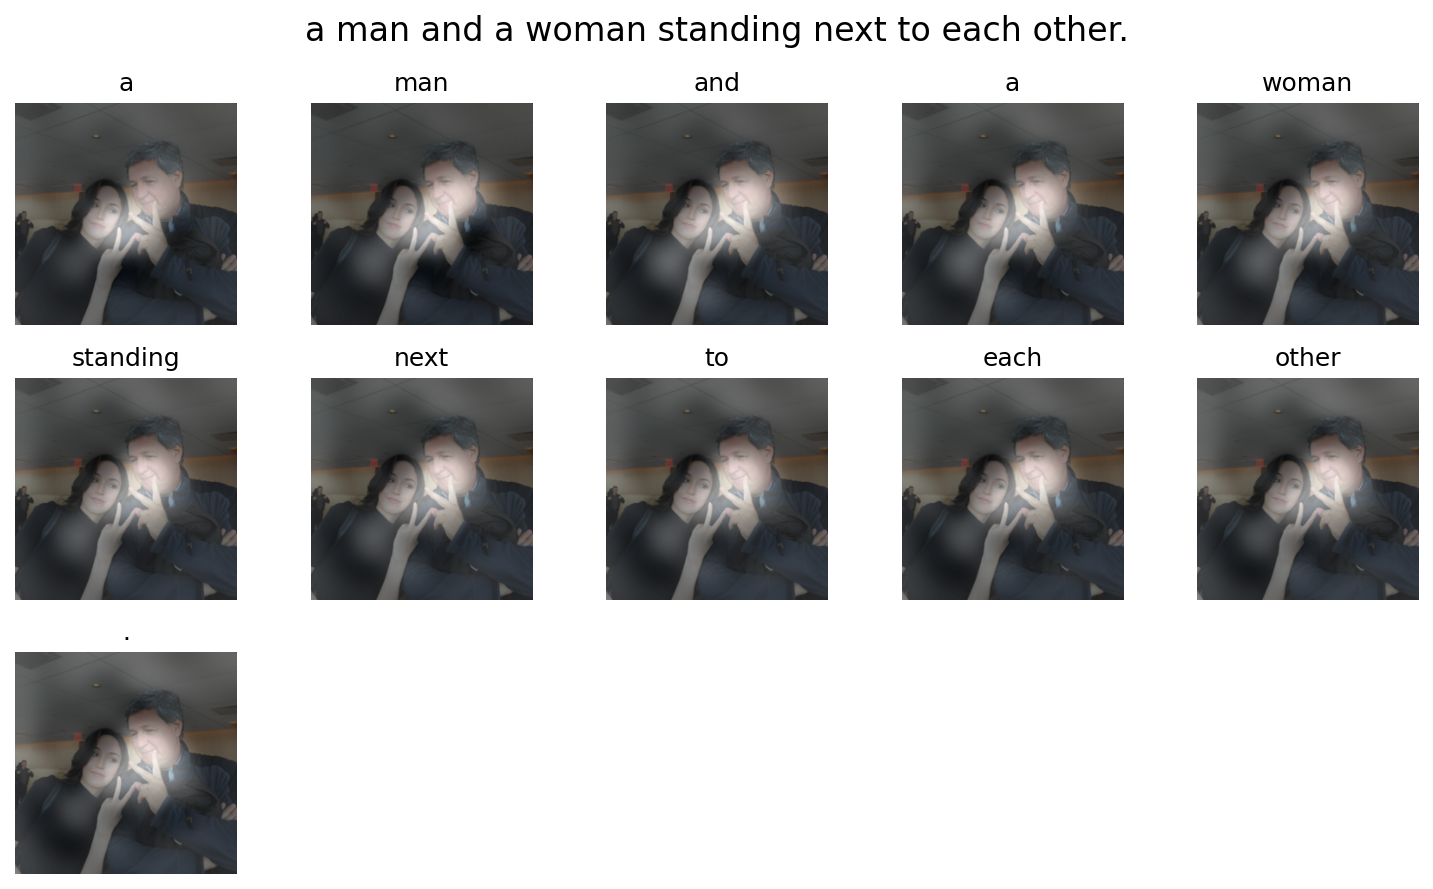 a man and a woman standing next to each other.
a man and a woman
standing next to each other
.